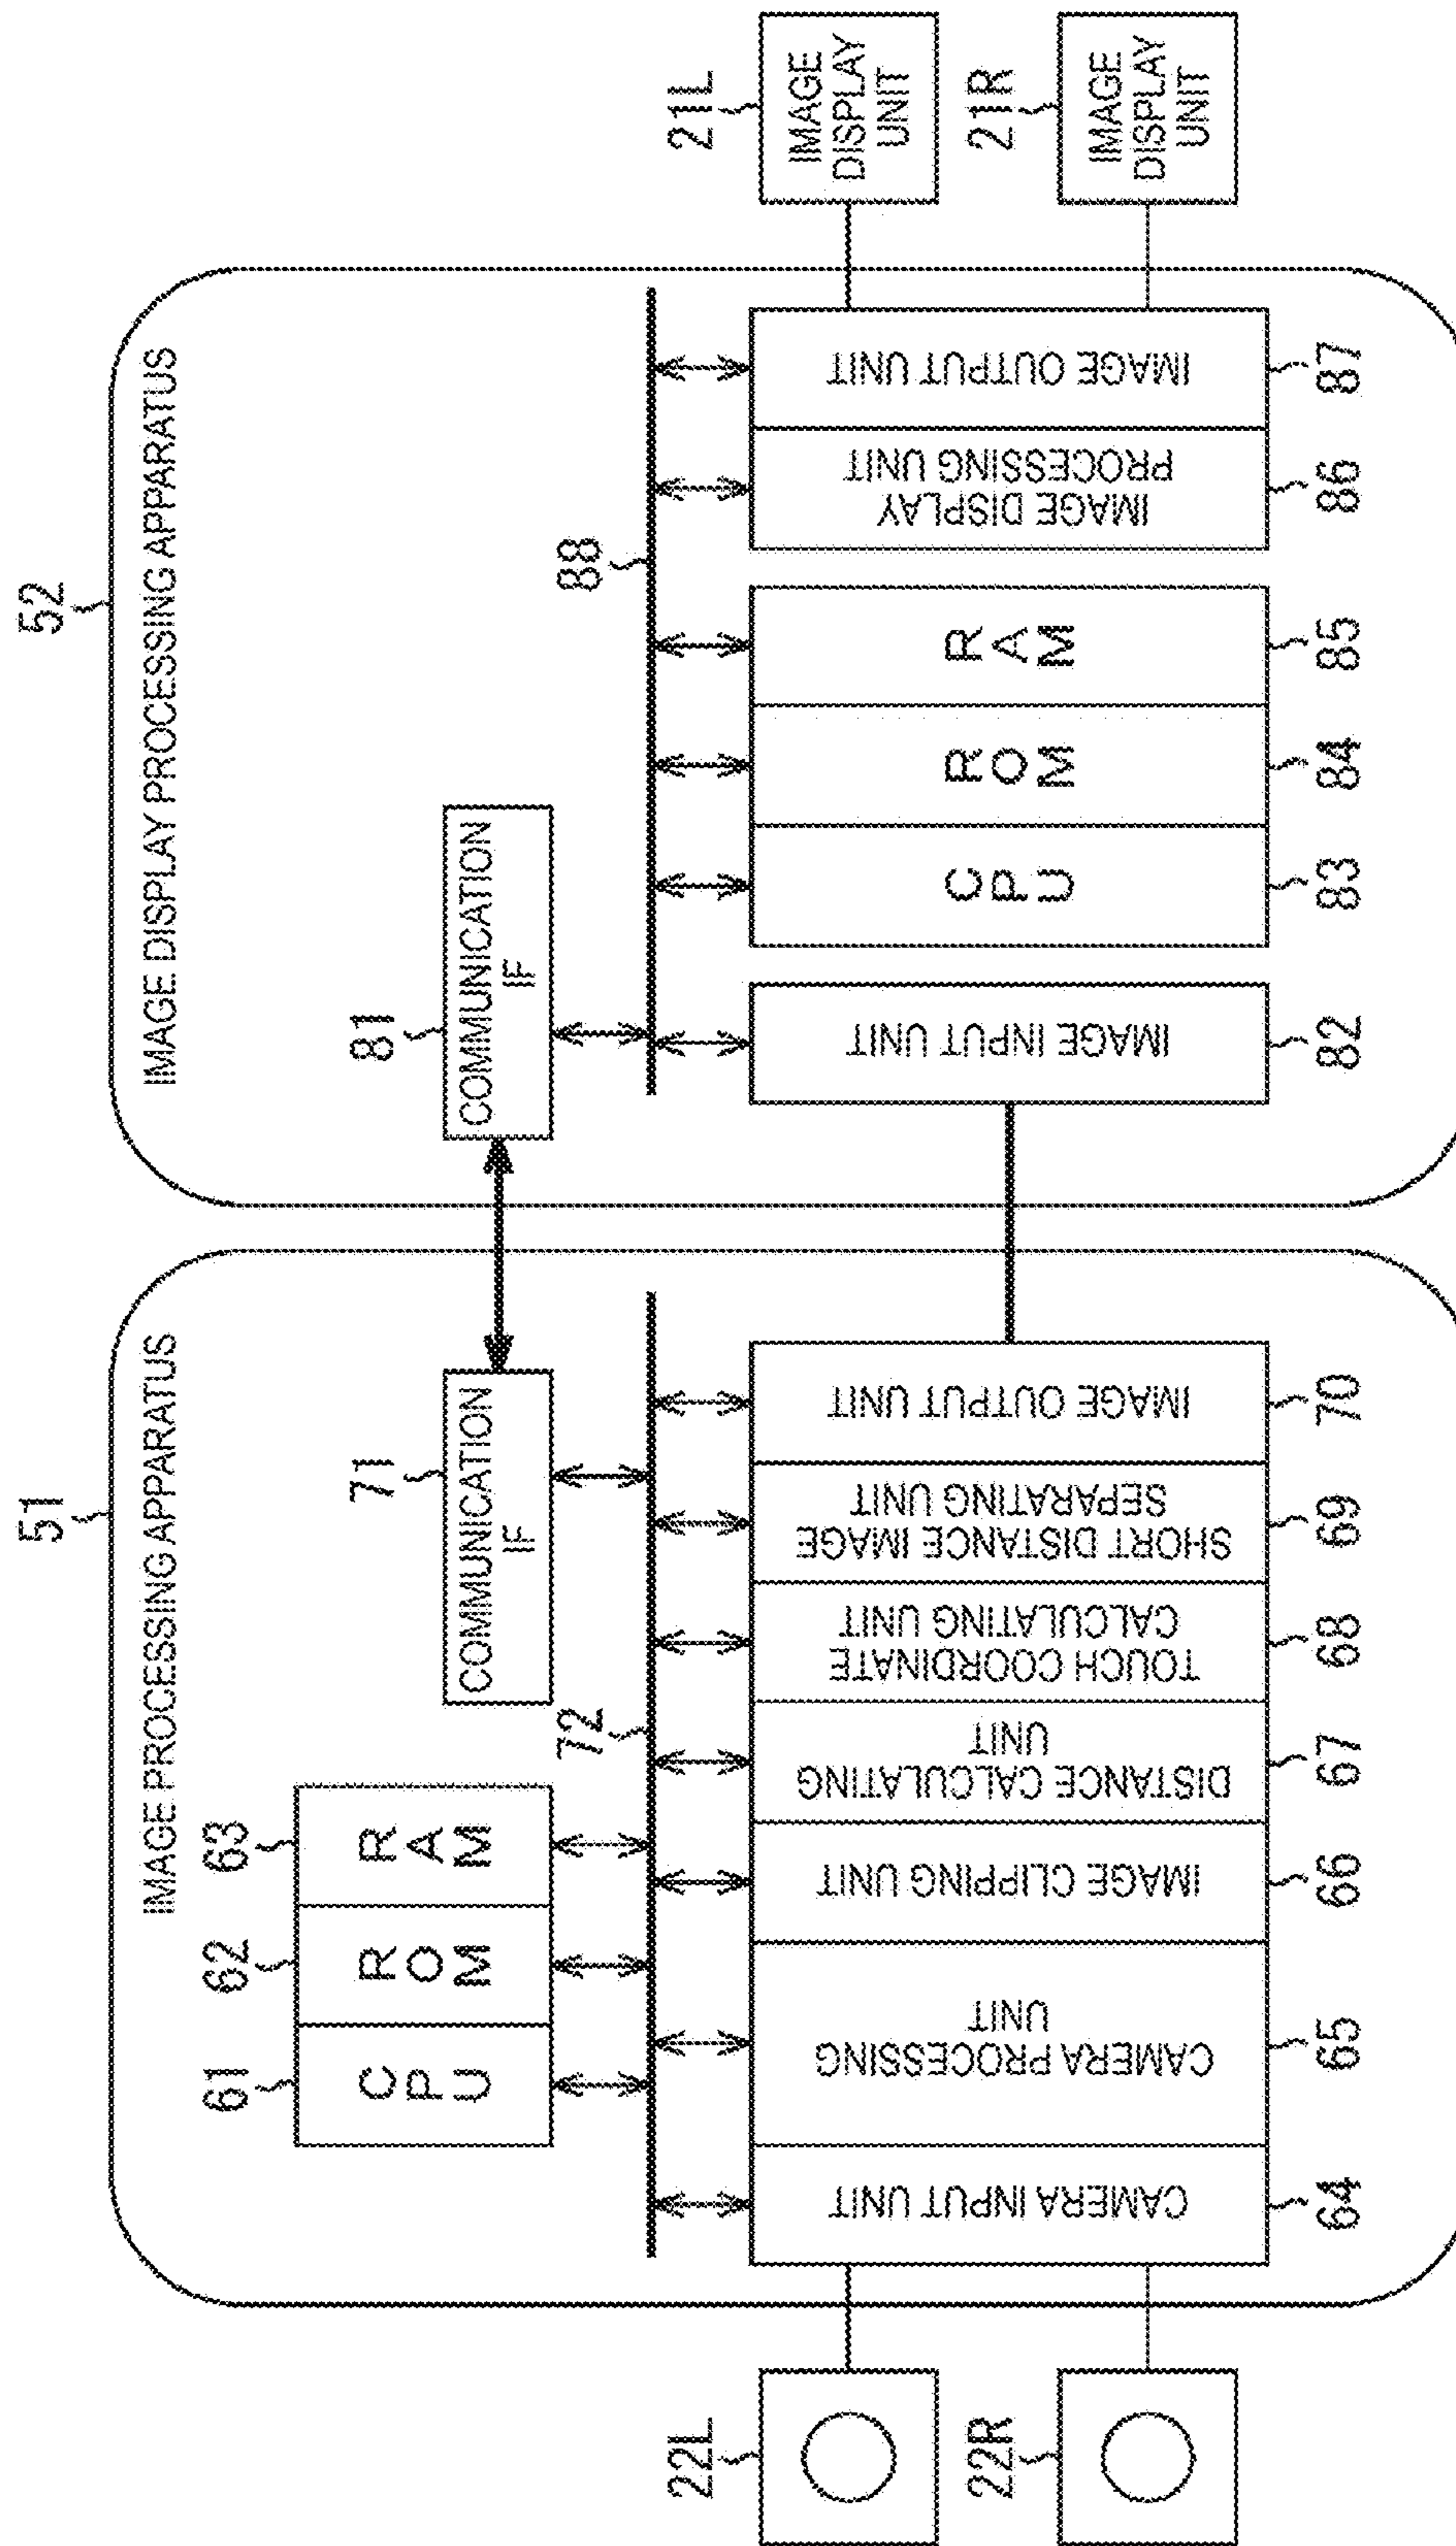 51
IMAGE PROCESSING APPARATUS
61
62
63
C
P
U
R
O
M
R
A
M
71
COMMUNICATION
IF
72
CAMERA INPUT UNIT
CAMERA PROCESSING
UNIT
IMAGE CLIPPING UNIT
DISTANCE CALCULATING
UNIT
TOUCH COORDINATE
CALCULATING UNIT
SHORT DISTANCE IMAGE
SEPARATING UNIT
IMAGE OUTPUT UNIT
64
65
66
67
68
69
70
22L
22R
52
IMAGE DISPLAY PROCESSING APPARATUS
81
COMMUNICATION
IF
88
IMAGE INPUT UNIT
C
P
U
R
O
M
R
A
M
IMAGE DISPLAY
PROCESSING UNIT
IMAGE OUTPUT UNIT
82
83
84
85
86
87
21L
IMAGE
DISPLAY
UNIT
21R
IMAGE
DISPLAY
UNIT